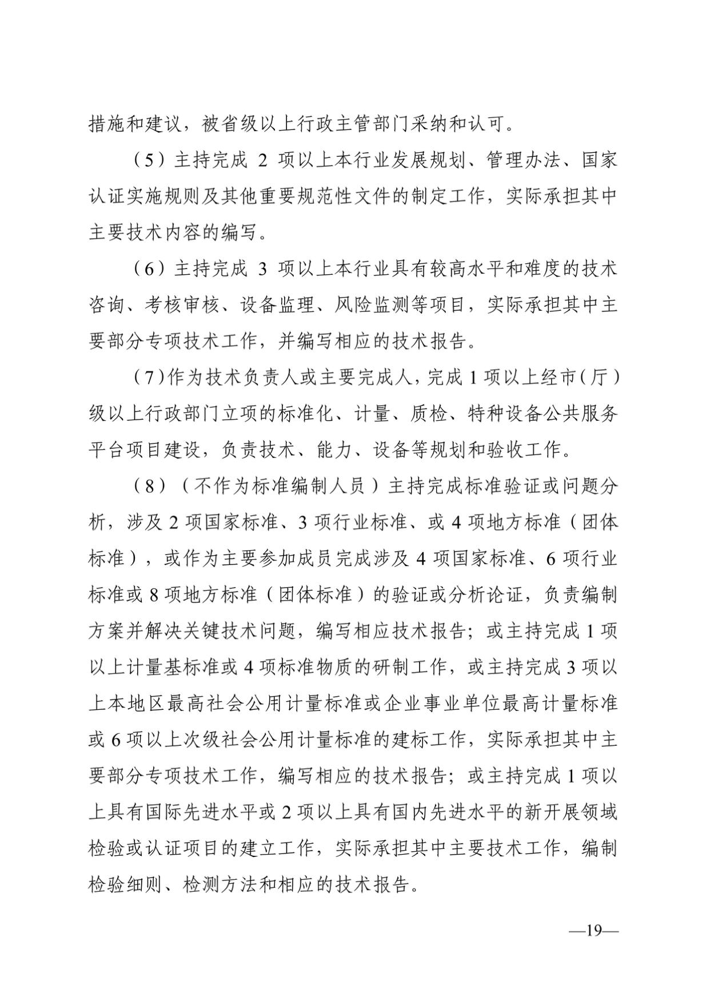 措施和建议，被省级以上行政主管部门采纳和认可。
（5）主持完成 2 项以上本行业发展规划、管理办法、国家
认证实施规则及其他重要规范性文件的制定工作，实际承担其中
主要技术内容的编写。
（6）主持完成 3 项以上本行业具有较高水平和难度的技术
咨询、考核审核、设备监理、风险监测等项目，实际承担其中主
要部分专项技术工作，并编写相应的技术报告。
（7）作为技术负责人或主要完成人，完成 1 项以上经市（厅）
级以上行政部门立项的标准化、计量、质检、特种设备公共服务
平台项目建设，负责技术、能力、设备等规划和验收工作。
（8）（不作为标准编制人员）主持完成标准验证或问题分
析，涉及 2 项国家标准、3 项行业标准、或 4 项地方标准（团体
标准），或作为主要参加成员完成涉及 4 项国家标准、6 项行业
标准或 8 项地方标准（团体标准）的验证或分析论证，负责编制
方案并解决关键技术问题，编写相应技术报告；或主持完成 1 项
以上计量基标准或 4 项标准物质的研制工作，或主持完成 3 项以
上本地区最高社会公用计量标准或企业事业单位最高计量标准
或 6 项以上次级社会公用计量标准的建标工作，实际承担其中主
要部分专项技术工作，编写相应的技术报告；或主持完成 1 项以
上具有国际先进水平或 2 项以上具有国内先进水平的新开展领域
检验或认证项目的建立工作，实际承担其中主要技术工作，编制
检验细则、检测方法和相应的技术报告。
—19—